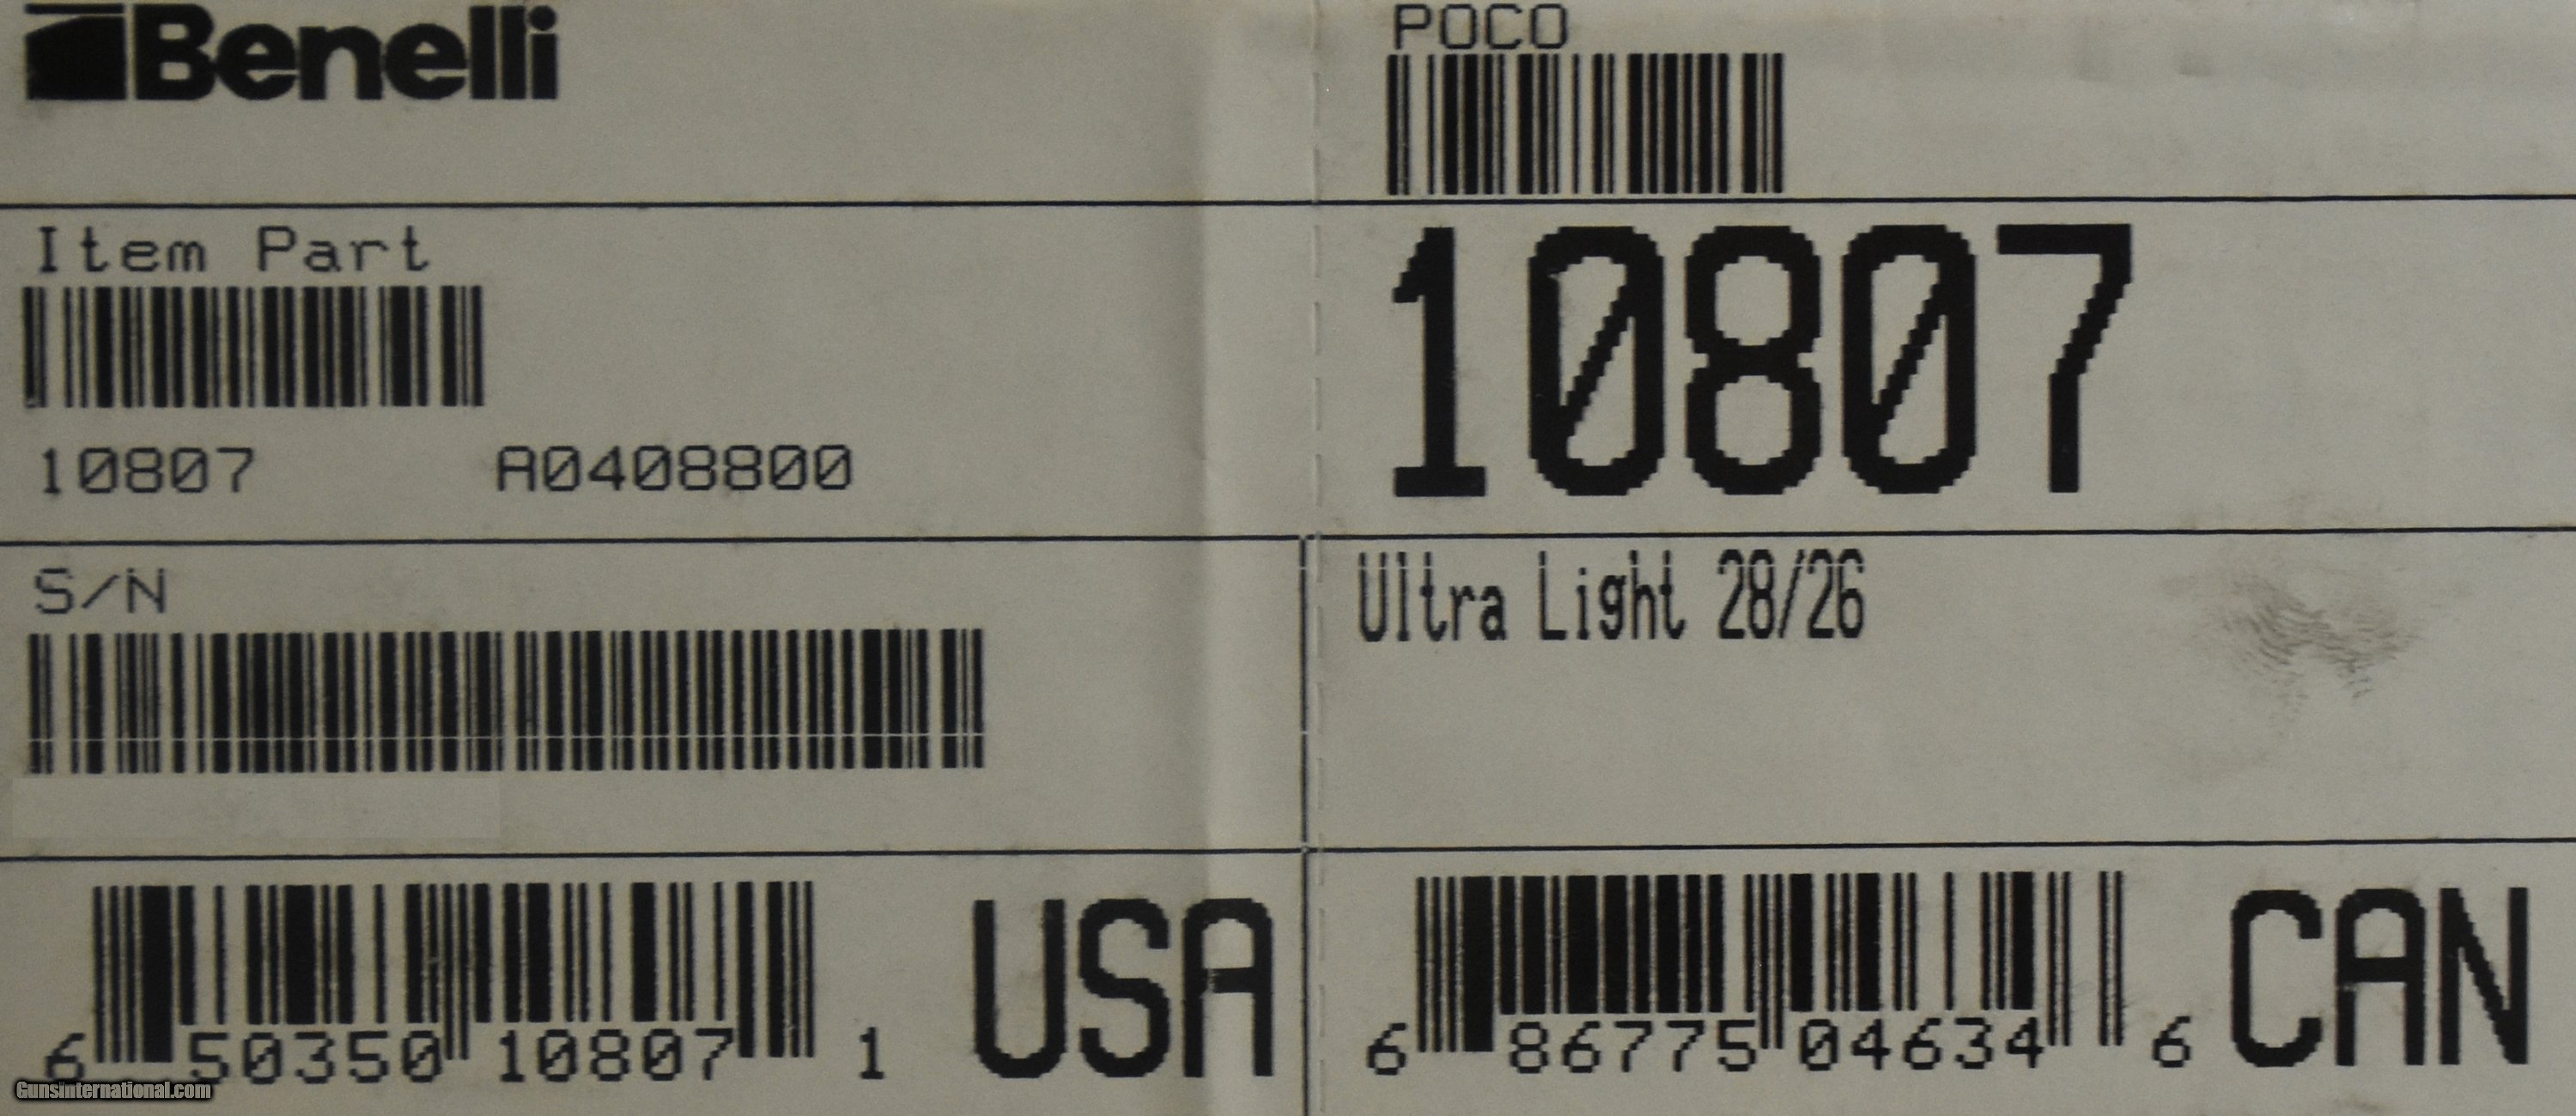 Benelli
POCO
Item Part
10807 A0408800
10807
S/N
Ultra Light 28/26
6 50350 10807 1 USA
6 86775 04634 6 CAN
Gunsinternational.com